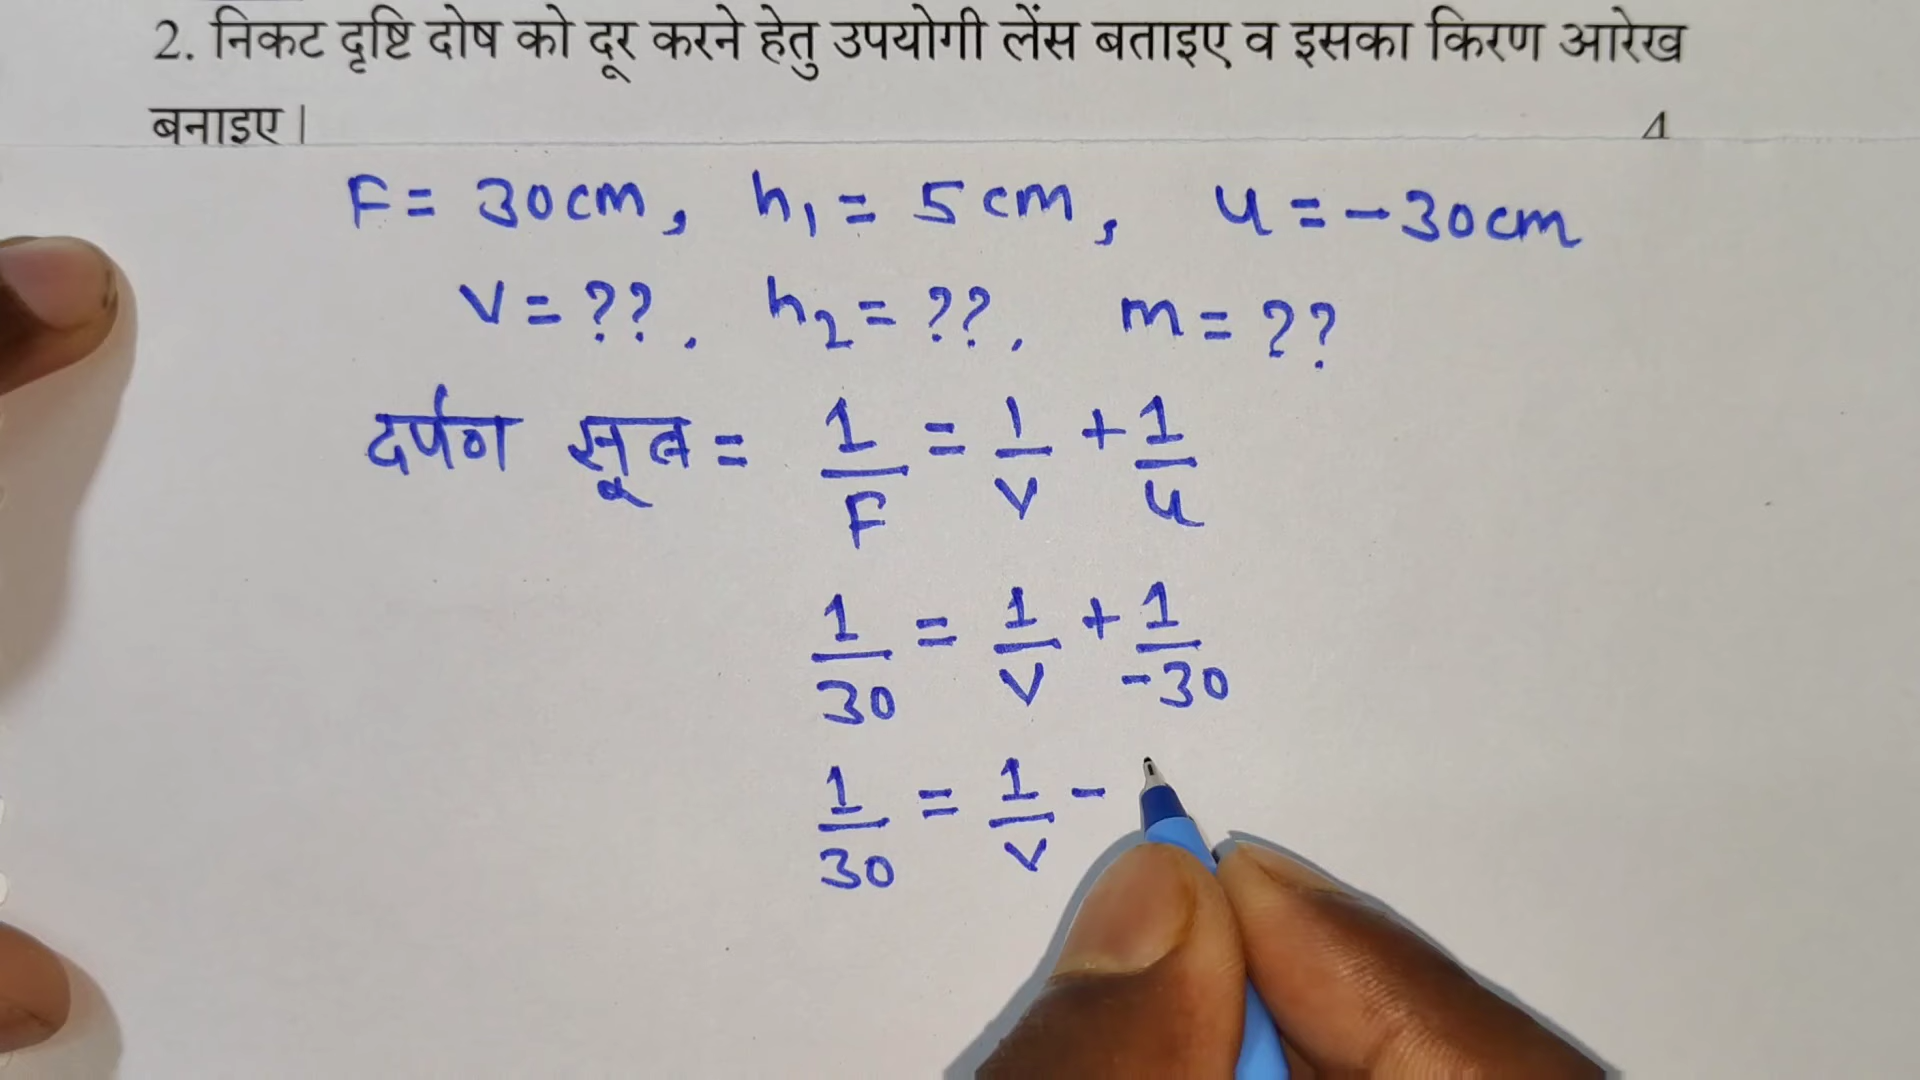 2. निकट दृष्टि दोष को दूर करने हेतु उपयोगी लेंस बताइए व इसका किरण आरेख
बनाइए। 4
F = 30cm, h₁ = 5cm, u = -30cm
v = ??. h₂ = ??. m = ??
दर्पण सूत्र = 1/F = 1/v + 1/u
1/30 = 1/v + 1/-30
1/30 = 1/v -